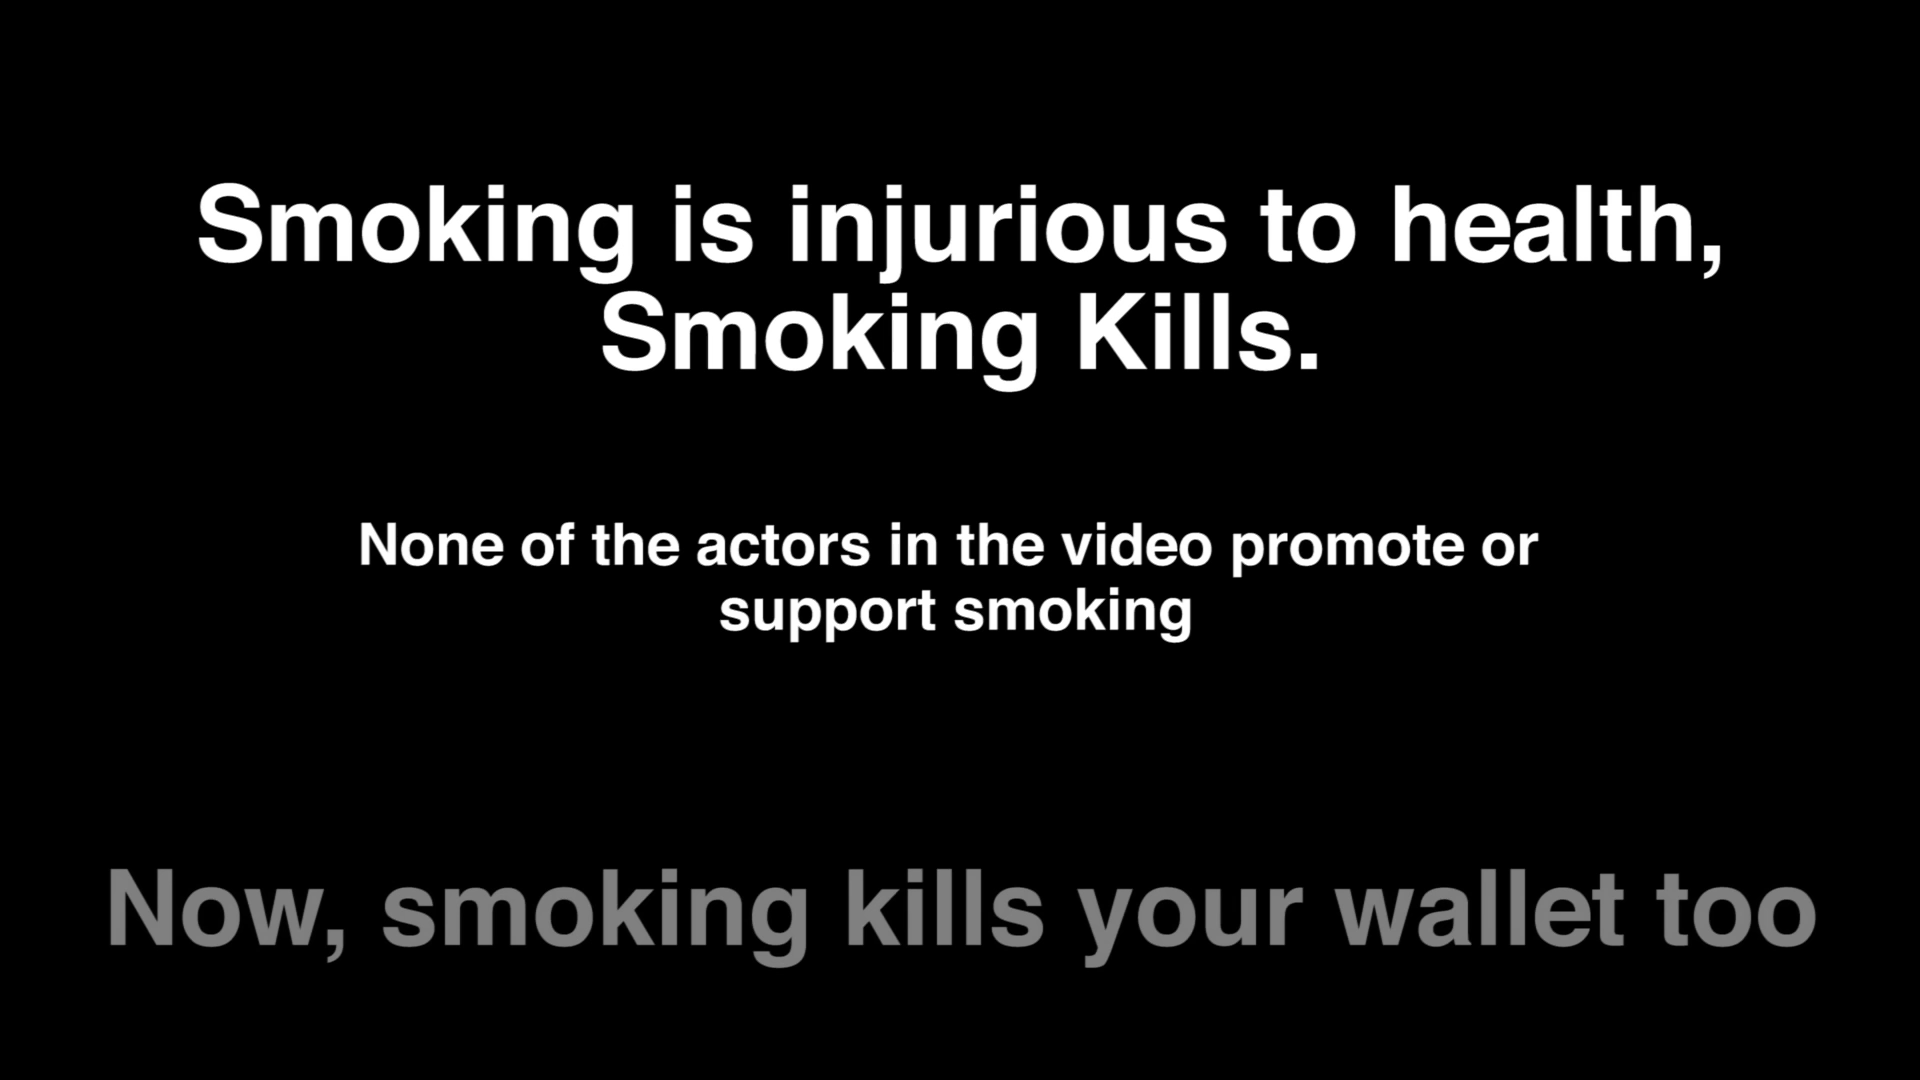 Smoking is injurious to health,
Smoking Kills.
None of the actors in the video promote or
support smoking
Now, smoking kills your wallet too